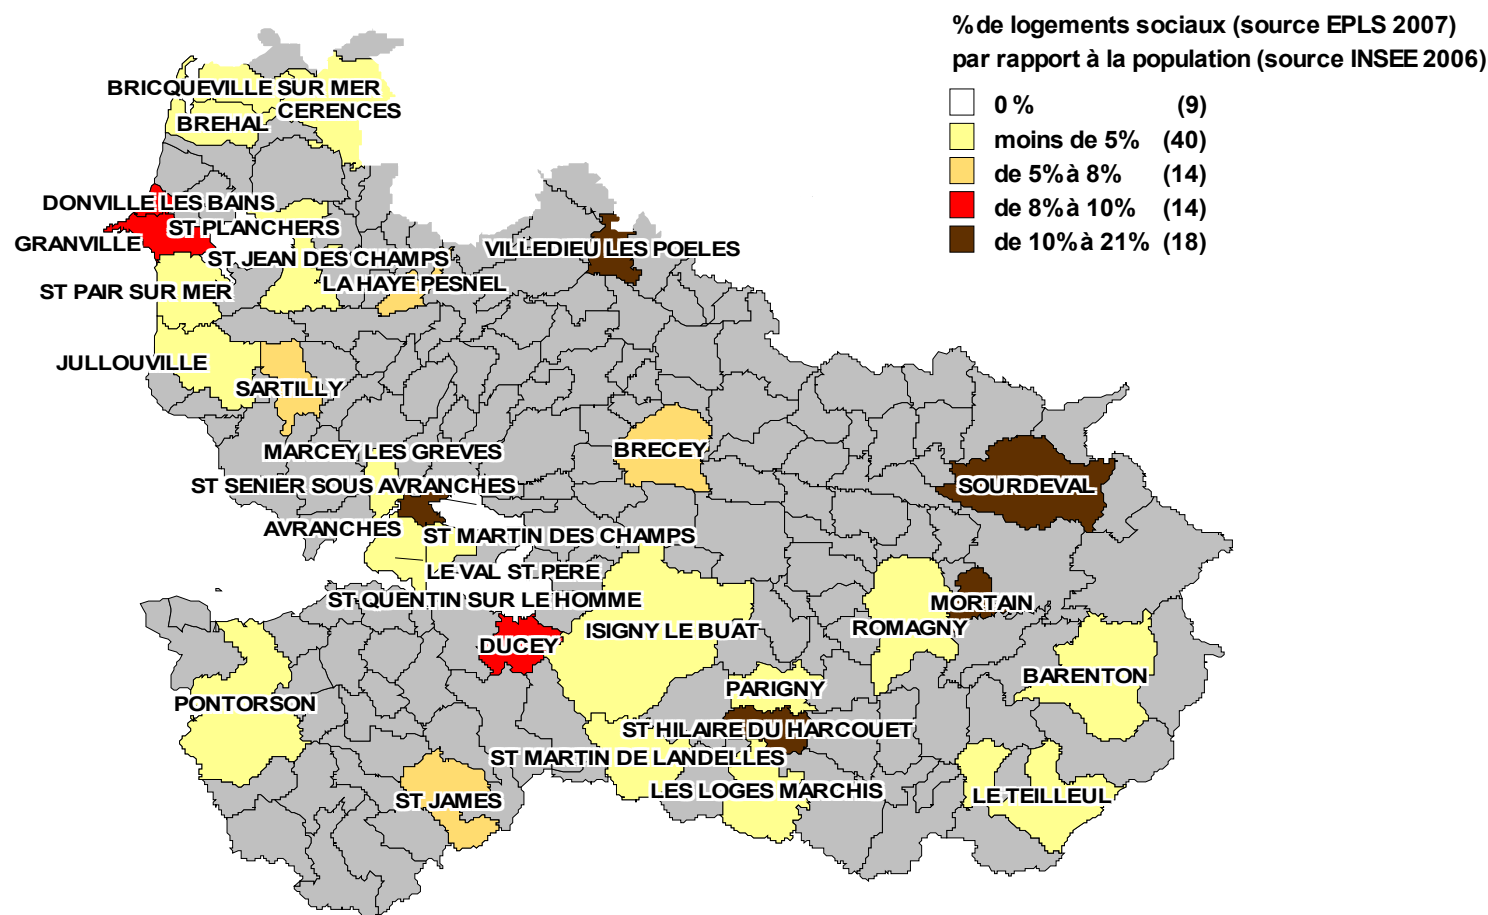 % de logements sociaux (source EPLS 2007)
par rapport à la population (source INSEE 2006)
0 % (9)
moins de 5% (40)
de 5% à 8% (14)
de 8% à 10% (14)
de 10% à 21% (18)
BRICQUEVILLE SUR MER
CERENCES
BREHAL
DONVILLE LES BAINS
ST PLANCHERS
GRANVILLE
ST JEAN DES CHAMPS
VILLEDIEU LES POELES
LA HAYE PESNEL
ST PAIR SUR MER
JULLOUVILLE
SARTILLY
MARCEY LES GREVES
BRECEY
ST SENIER SOUS AVRANCHES
SOURDEVAL
AVRANCHES
ST MARTIN DES CHAMPS
LE VAL ST PERE
ST QUENTIN SUR LE HOMME
MORTAIN
ROMAGNY
ISIGNY LE BUAT
DUCEY
BARENTON
PARIGNY
PONTORSON
ST HILAIRE DU HARCOUET
ST MARTIN DE LANDELLES
LES LOGES MARCHIS
LE TEILLEUL
ST JAMES